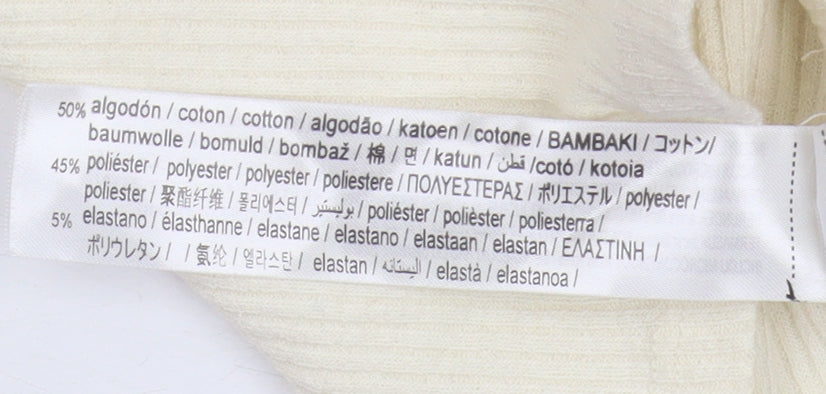 50% algodón / coton / cotton / algodão / katoen / cotone / BAMBAKI / コットン/
baumwolle / bomuld / bombaž / 棉 / 면 / katun / قطن /cotó / kotoia
45% poliéster / polyester / polyester / poliestere / ΠΟΛΥΕΣΤΕΡΑΣ / ポリエステル / polyester /
poliester / 聚酯纤维 / 폴리에스터 / بوليستير / poliéster / polièster / poliesterra /
5% elastano / élasthanne / elastane / elastano / elastaan / elastan / ΕΛΑΣΤΙΝΗ /
ポリウレタン / / 氨纶 / 엘라스탄 / elastan / اليستانه / elastà / elastanoa /